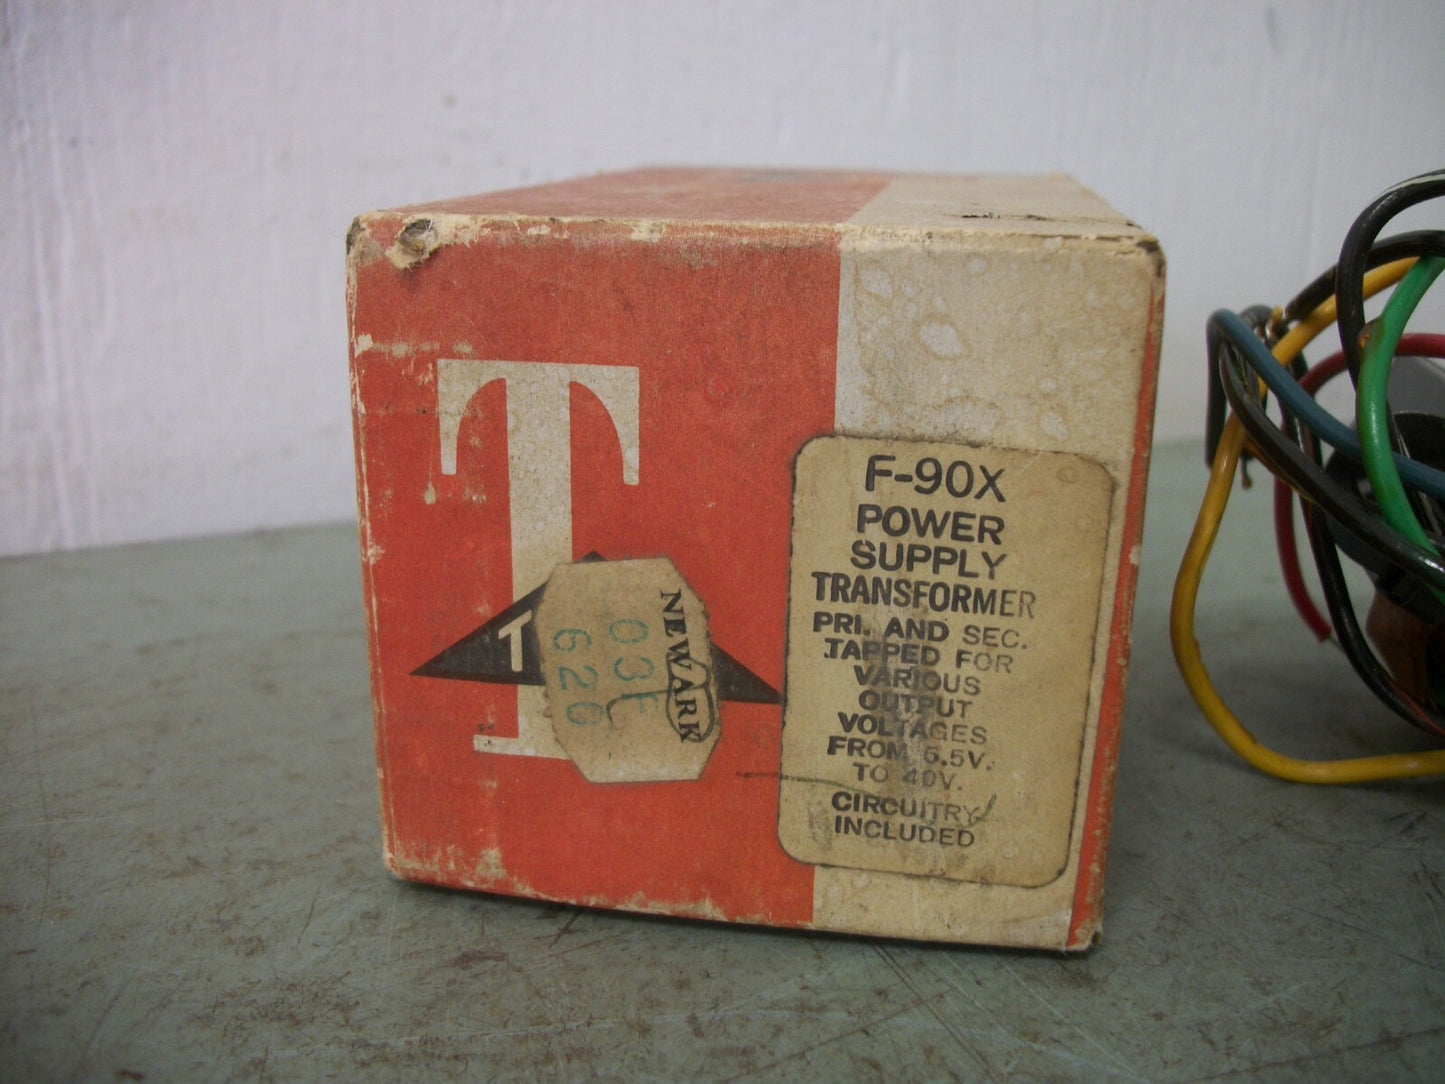 T
T
NEWARK
03F
620
F-90X
POWER
SUPPLY
TRANSFORMER
PRI. AND SEC.
TAPPED FOR
VARIOUS
OUTPUT
VOLTAGES
FROM 6.5V.
TO 40V.
CIRCUITRY
INCLUDED